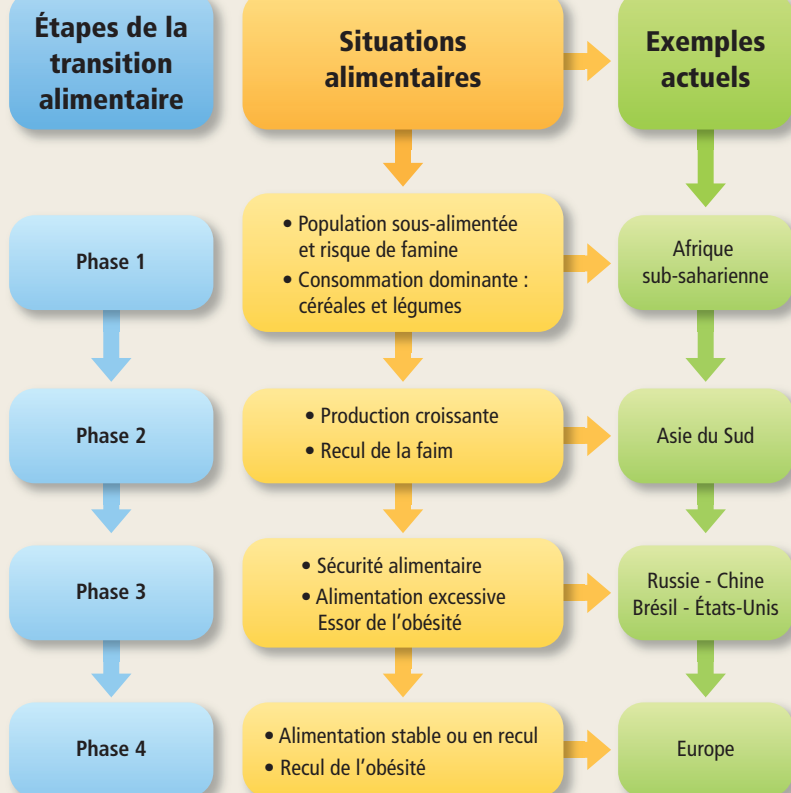 Étapes de la
transition
alimentaire
Situations
alimentaires
Exemples
actuels
Phase 1
• Population sous-alimentée
et risque de famine
• Consommation dominante :
céréales et légumes
Afrique
sub-saharienne
Phase 2
• Production croissante
• Recul de la faim
Asie du Sud
Phase 3
• Sécurité alimentaire
• Alimentation excessive
Essor de l'obésité
Russie - Chine
Brésil - États-Unis
Phase 4
• Alimentation stable ou en recul
• Recul de l'obésité
Europe